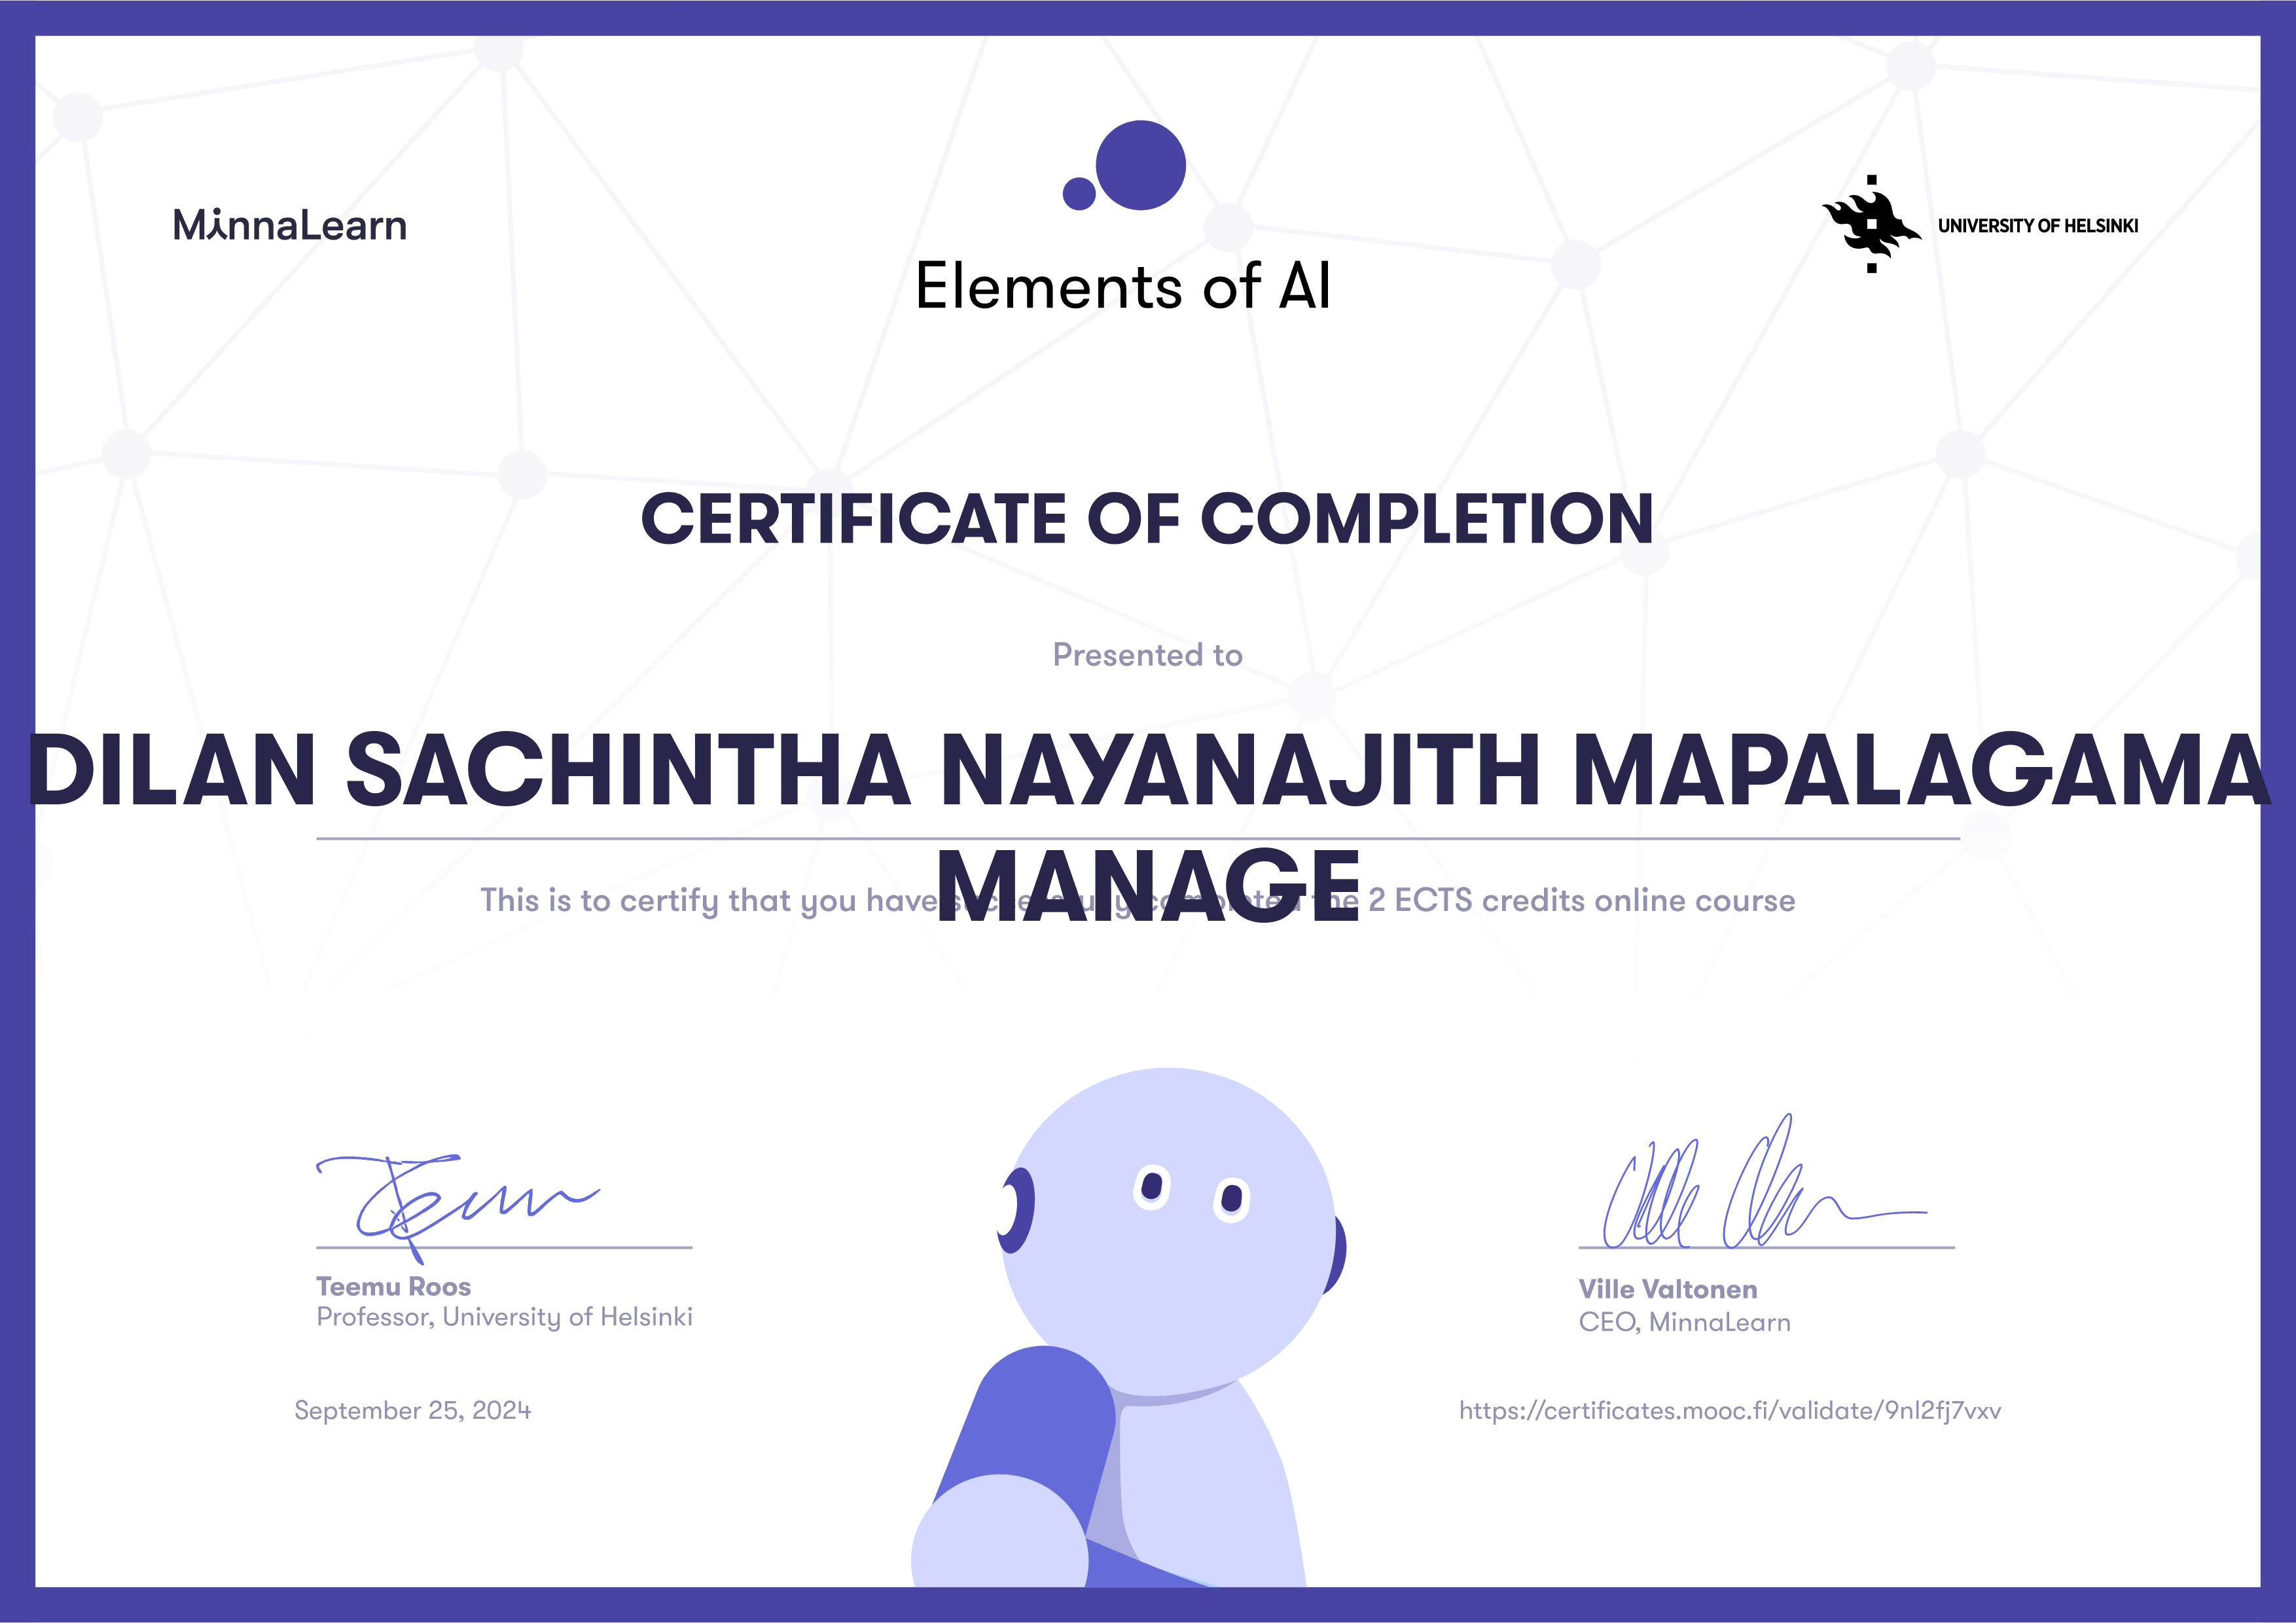 MinnaLearn
Elements of AI
UNIVERSITY OF HELSINKI
CERTIFICATE OF COMPLETION
Presented to
DILAN SACHINTHA NAYANAJITH MAPALAGAMA
MANAGE
This is to certify that you have successfully completed the 2 ECTS credits online course
Teemu Roos
Professor, University of Helsinki
Ville Valtonen
CEO, MinnaLearn
September 25, 2024
https://certificates.mooc.fi/validate/9nl2fj7vxv